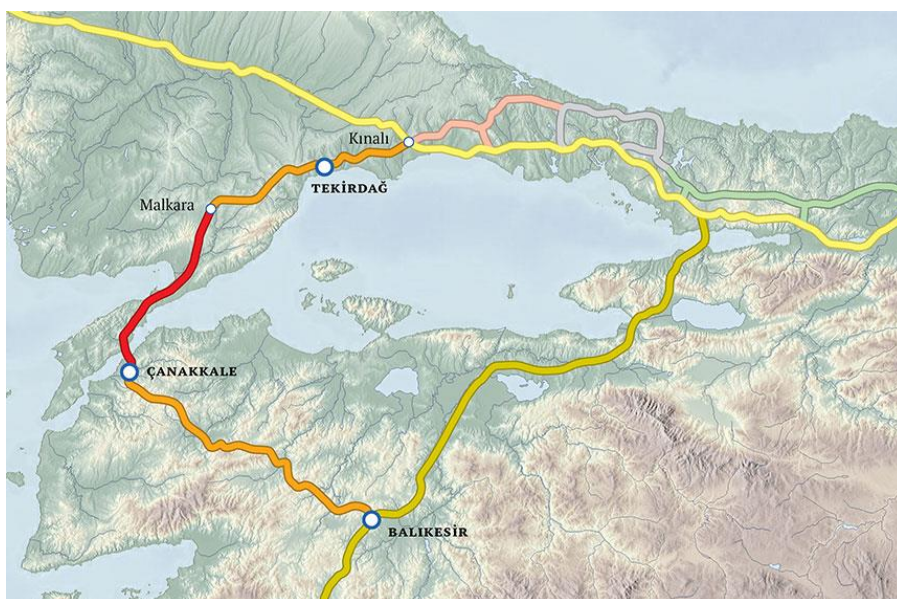 Kınalı
TEKİRDAĞ
Malkara
ÇANAKKALE
BALIKESİR